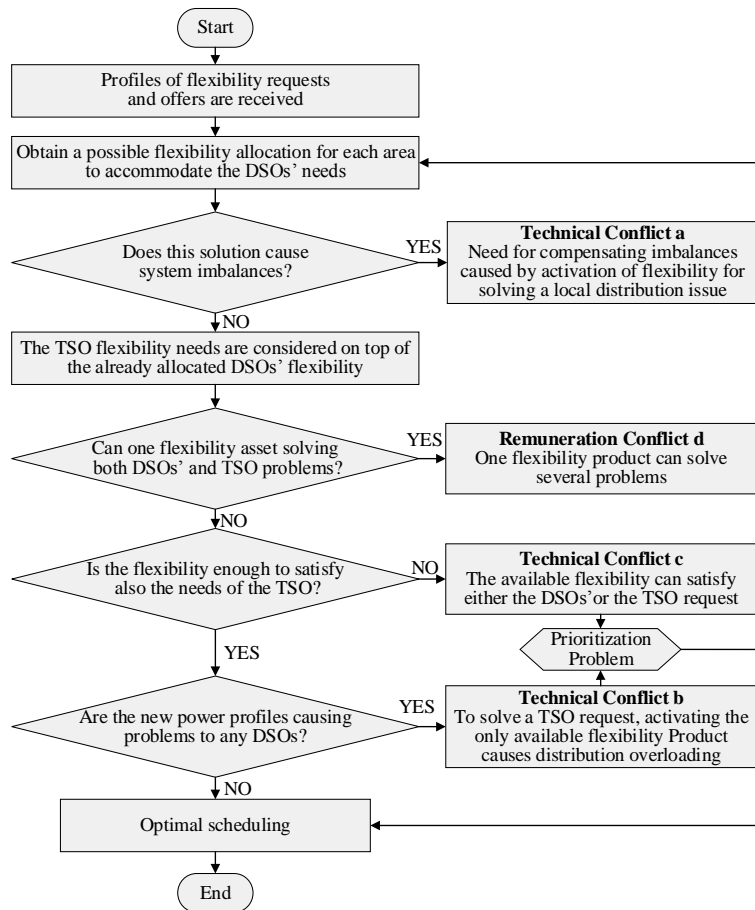 Start
Profiles of flexibility requests
and offers are received
Obtain a possible flexibility allocation for each area
to accommodate the DSOs’ needs
Does this solution cause
system imbalances?
YES
Technical Conflict a
Need for compensating imbalances
caused by activation of flexibility for
solving a local distribution issue
NO
The TSO flexibility needs are considered on top of
the already allocated DSOs’ flexibility
Can one flexibility asset solving
both DSOs’ and TSO problems?
YES
Remuneration Conflict d
One flexibility product can solve
several problems
NO
Is the flexibility enough to satisfy
also the needs of the TSO?
NO
Technical Conflict c
The available flexibility can satisfy
either the DSOs’or the TSO request
YES
Prioritization
Problem
Are the new power profiles causing
problems to any DSOs?
YES
Technical Conflict b
To solve a TSO request, activating the
only available flexibility Product
causes distribution overloading
NO
Optimal scheduling
End